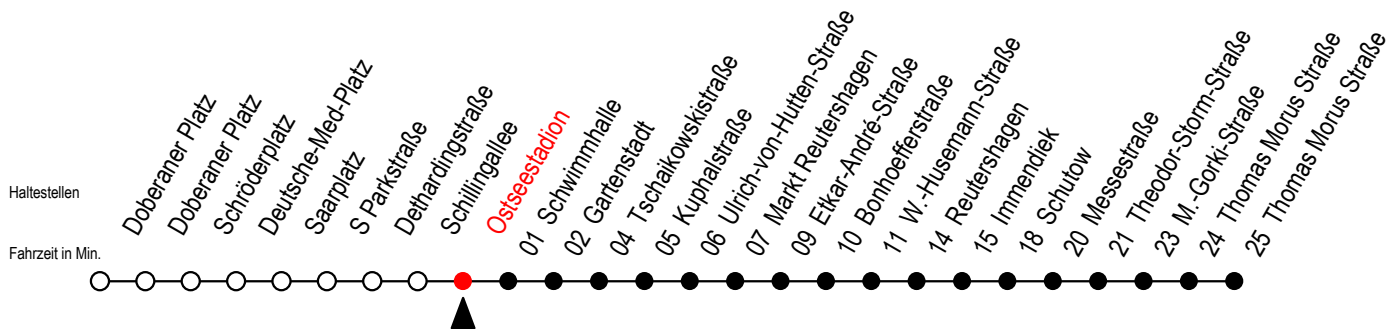 Haltestellen
Fahrzeit in Min.
Doberaner Platz
Doberaner Platz
Schröderplatz
Deutsche-Med-Platz
Saarplatz
S Parkstraße
Dethardingstraße
Schillingallee
Ostseestadion
01 Schwimmhalle
02 Gartenstadt
04 Tschaikowskistraße
05 Kuphalstraße
06 Ulrich-von-Hutten-Straße
07 Markt Reutershagen
09 Etkar-André-Straße
10 Bonhoefferstraße
11 W.-Husemann-Straße
14 Reutershagen
15 Immendiek
18 Schutow
20 Messestraße
21 Theodor-Storm-Straße
23 M.-Gorki-Straße
24 Thomas Morus Straße
25 Thomas Morus Straße